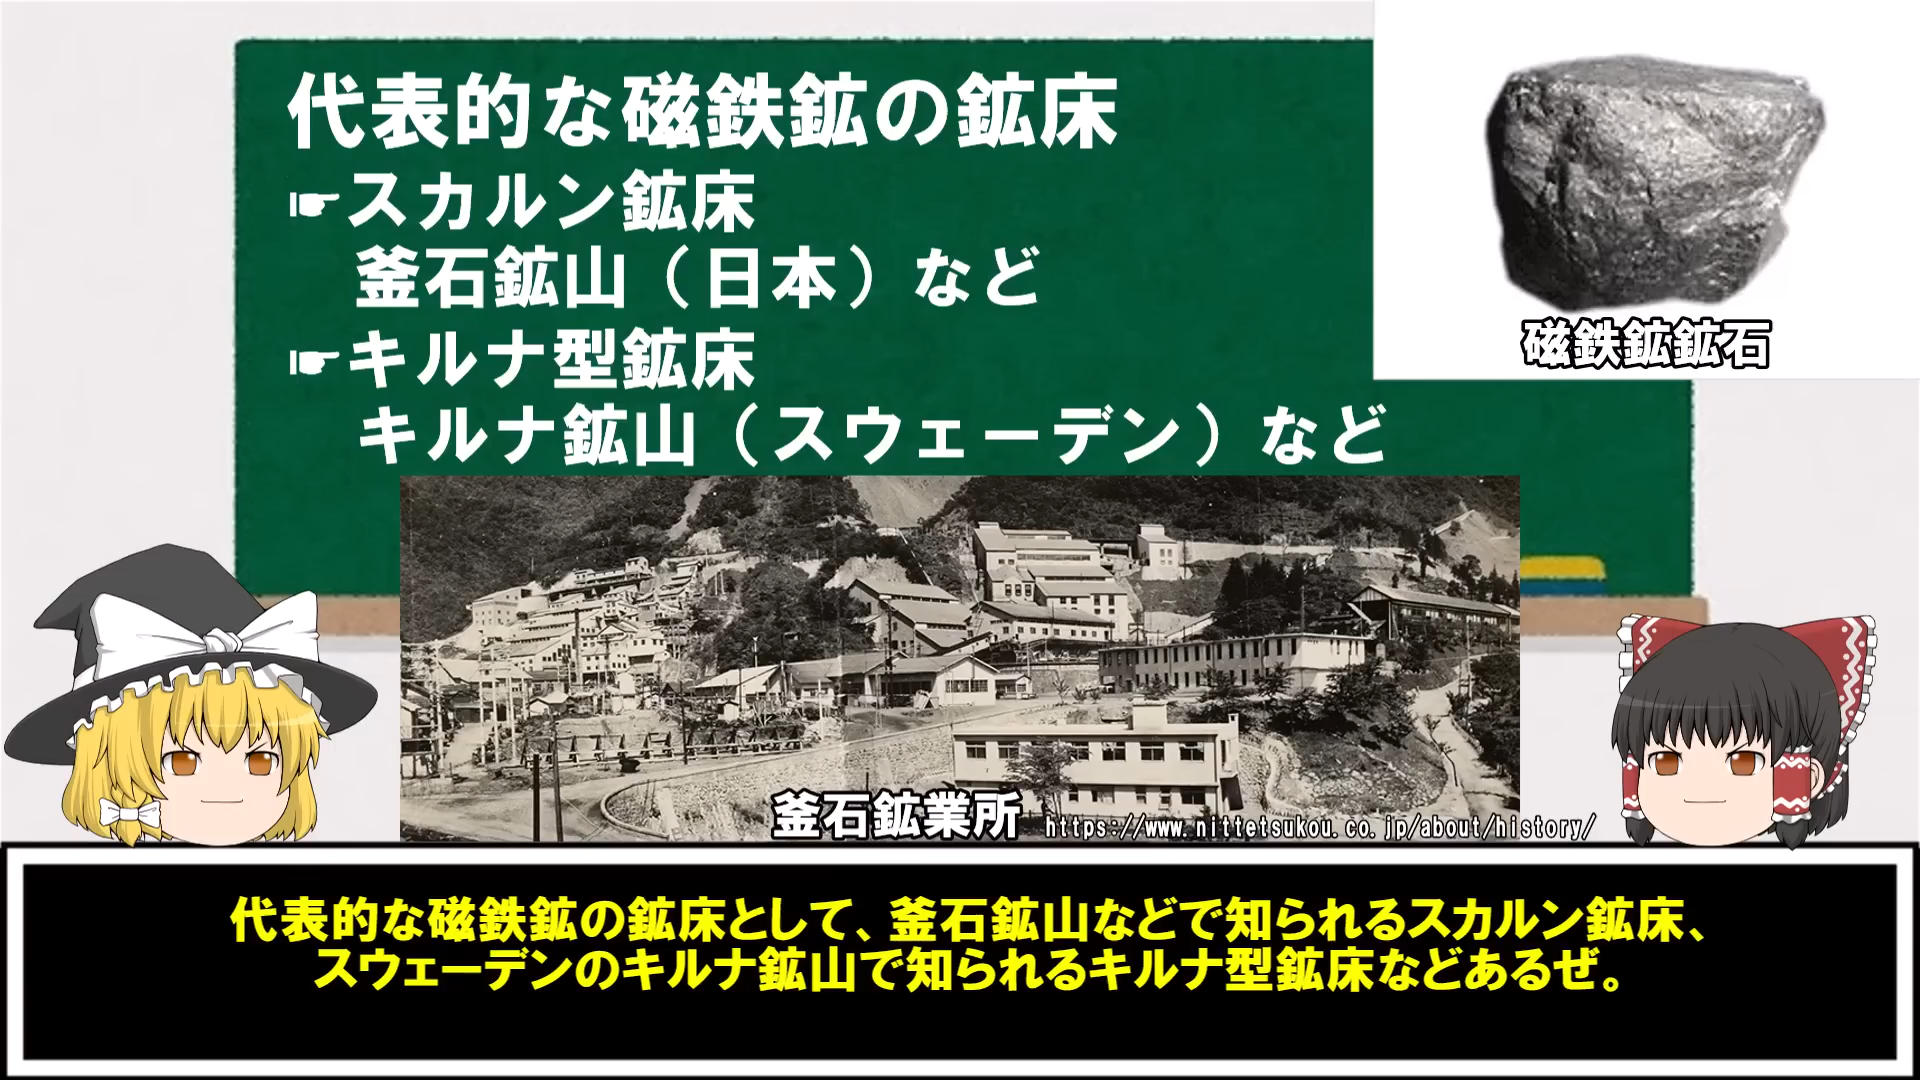 代表的な磁鉄鉱の鉱床
☛スカルン鉱床
釜石鉱山（日本）など
☛キルナ型鉱床
キルナ鉱山（スウェーデン）など
磁鉄鉱鉱石
釜石鉱業所 https://www.nittetsukou.co.jp/about/history/
代表的な磁鉄鉱の鉱床として、釜石鉱山などで知られるスカルン鉱床、
スウェーデンのキルナ鉱山で知られるキルナ型鉱床などあるぜ。